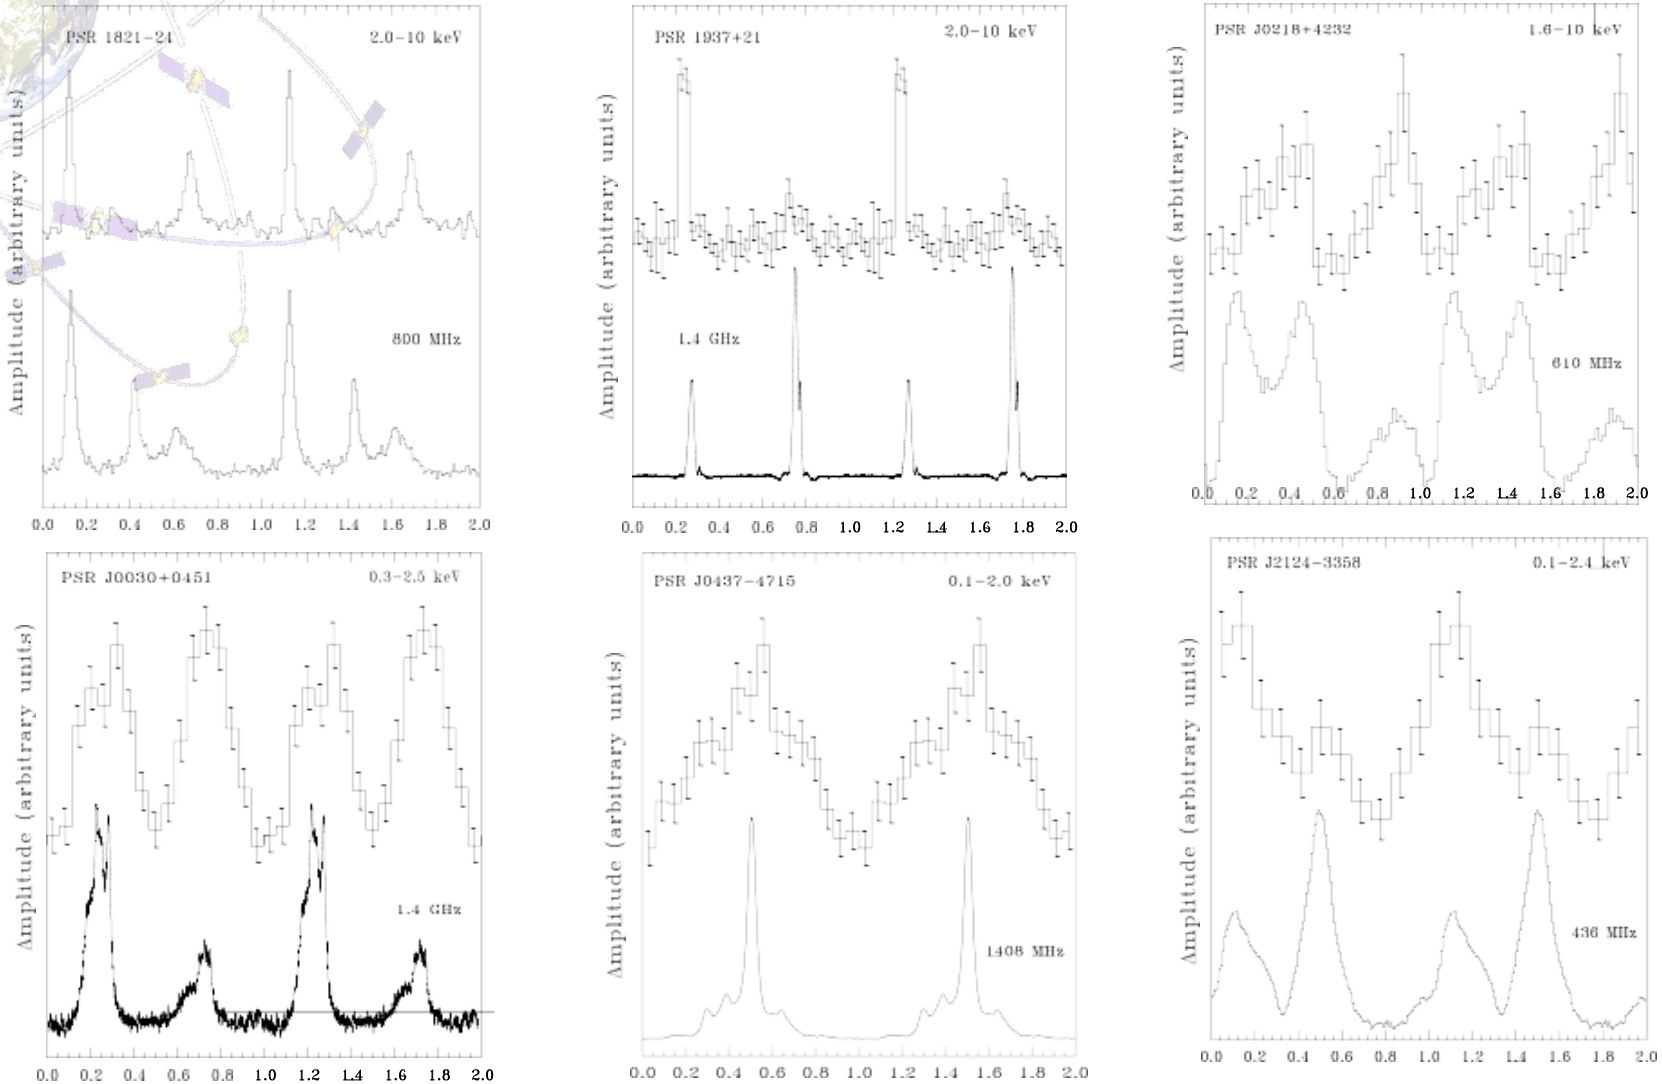 PSR 1821-24 2.0-10 keV
Amplitude (arbitrary units)
800 MHz
0.0 0.2 0.4 0.6 0.8 1.0 1.2 1.4 1.6 1.8 2.0
PSR 1937+21 2.0-10 keV
Amplitude (arbitrary units)
1.4 GHz
0.0 0.2 0.4 0.6 0.8 1.0 1.2 1.4 1.6 1.8 2.0
PSR J0218+4232 1.6-10 keV
Amplitude (arbitrary units)
610 MHz
0.0 0.2 0.4 0.6 0.8 1.0 1.2 1.4 1.6 1.8 2.0
PSR J0030+0451 0.3-2.5 keV
Amplitude (arbitrary units)
1.4 GHz
0.0 0.2 0.4 0.6 0.8 1.0 1.2 1.4 1.6 1.8 2.0
PSR J0437-4715 0.1-2.0 keV
Amplitude (arbitrary units)
1408 MHz
0.0 0.2 0.4 0.6 0.8 1.0 1.2 1.4 1.6 1.8 2.0
PSR J2124-3358 0.1-2.4 keV
Amplitude (arbitrary units)
436 MHz
0.0 0.2 0.4 0.6 0.8 1.0 1.2 1.4 1.6 1.8 2.0